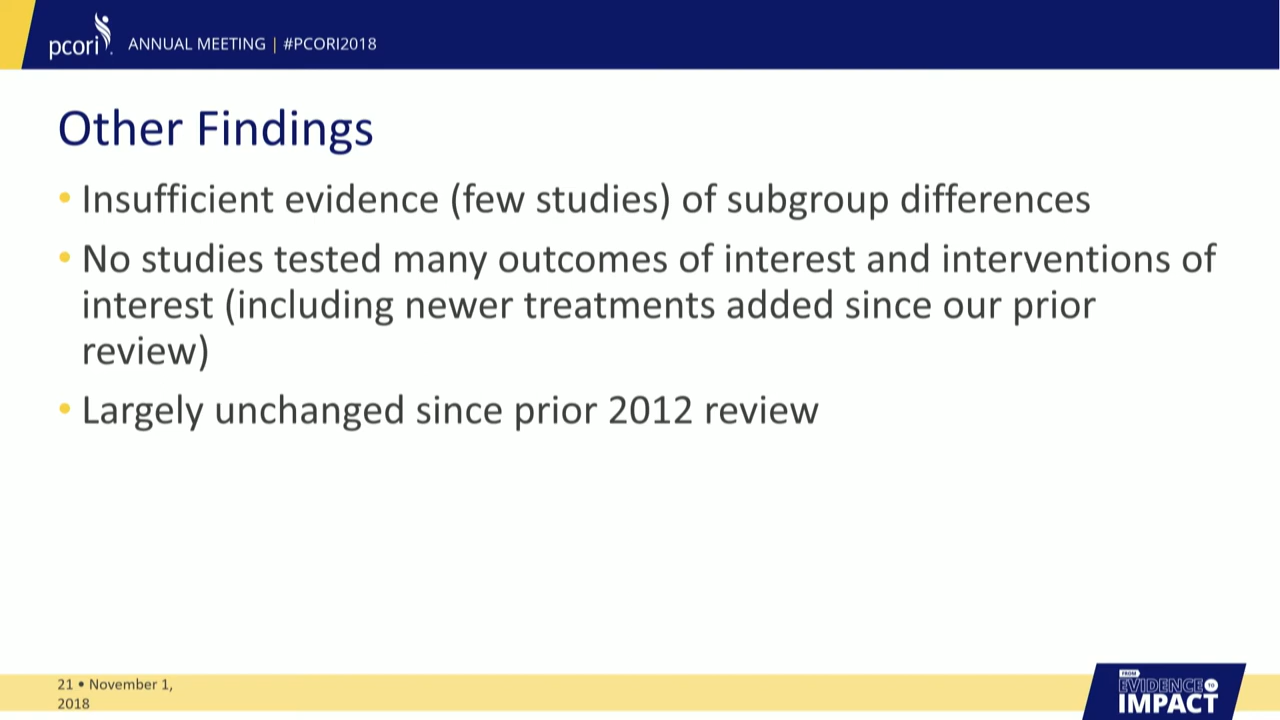 pcori
ANNUAL MEETING | #PCORI2018
Other Findings
• Insufficient evidence (few studies) of subgroup differences
• No studies tested many outcomes of interest and interventions of
interest (including newer treatments added since our prior
review)
• Largely unchanged since prior 2012 review
21 • November 1,
2018
FROM
EVIDENCE TO
IMPACT